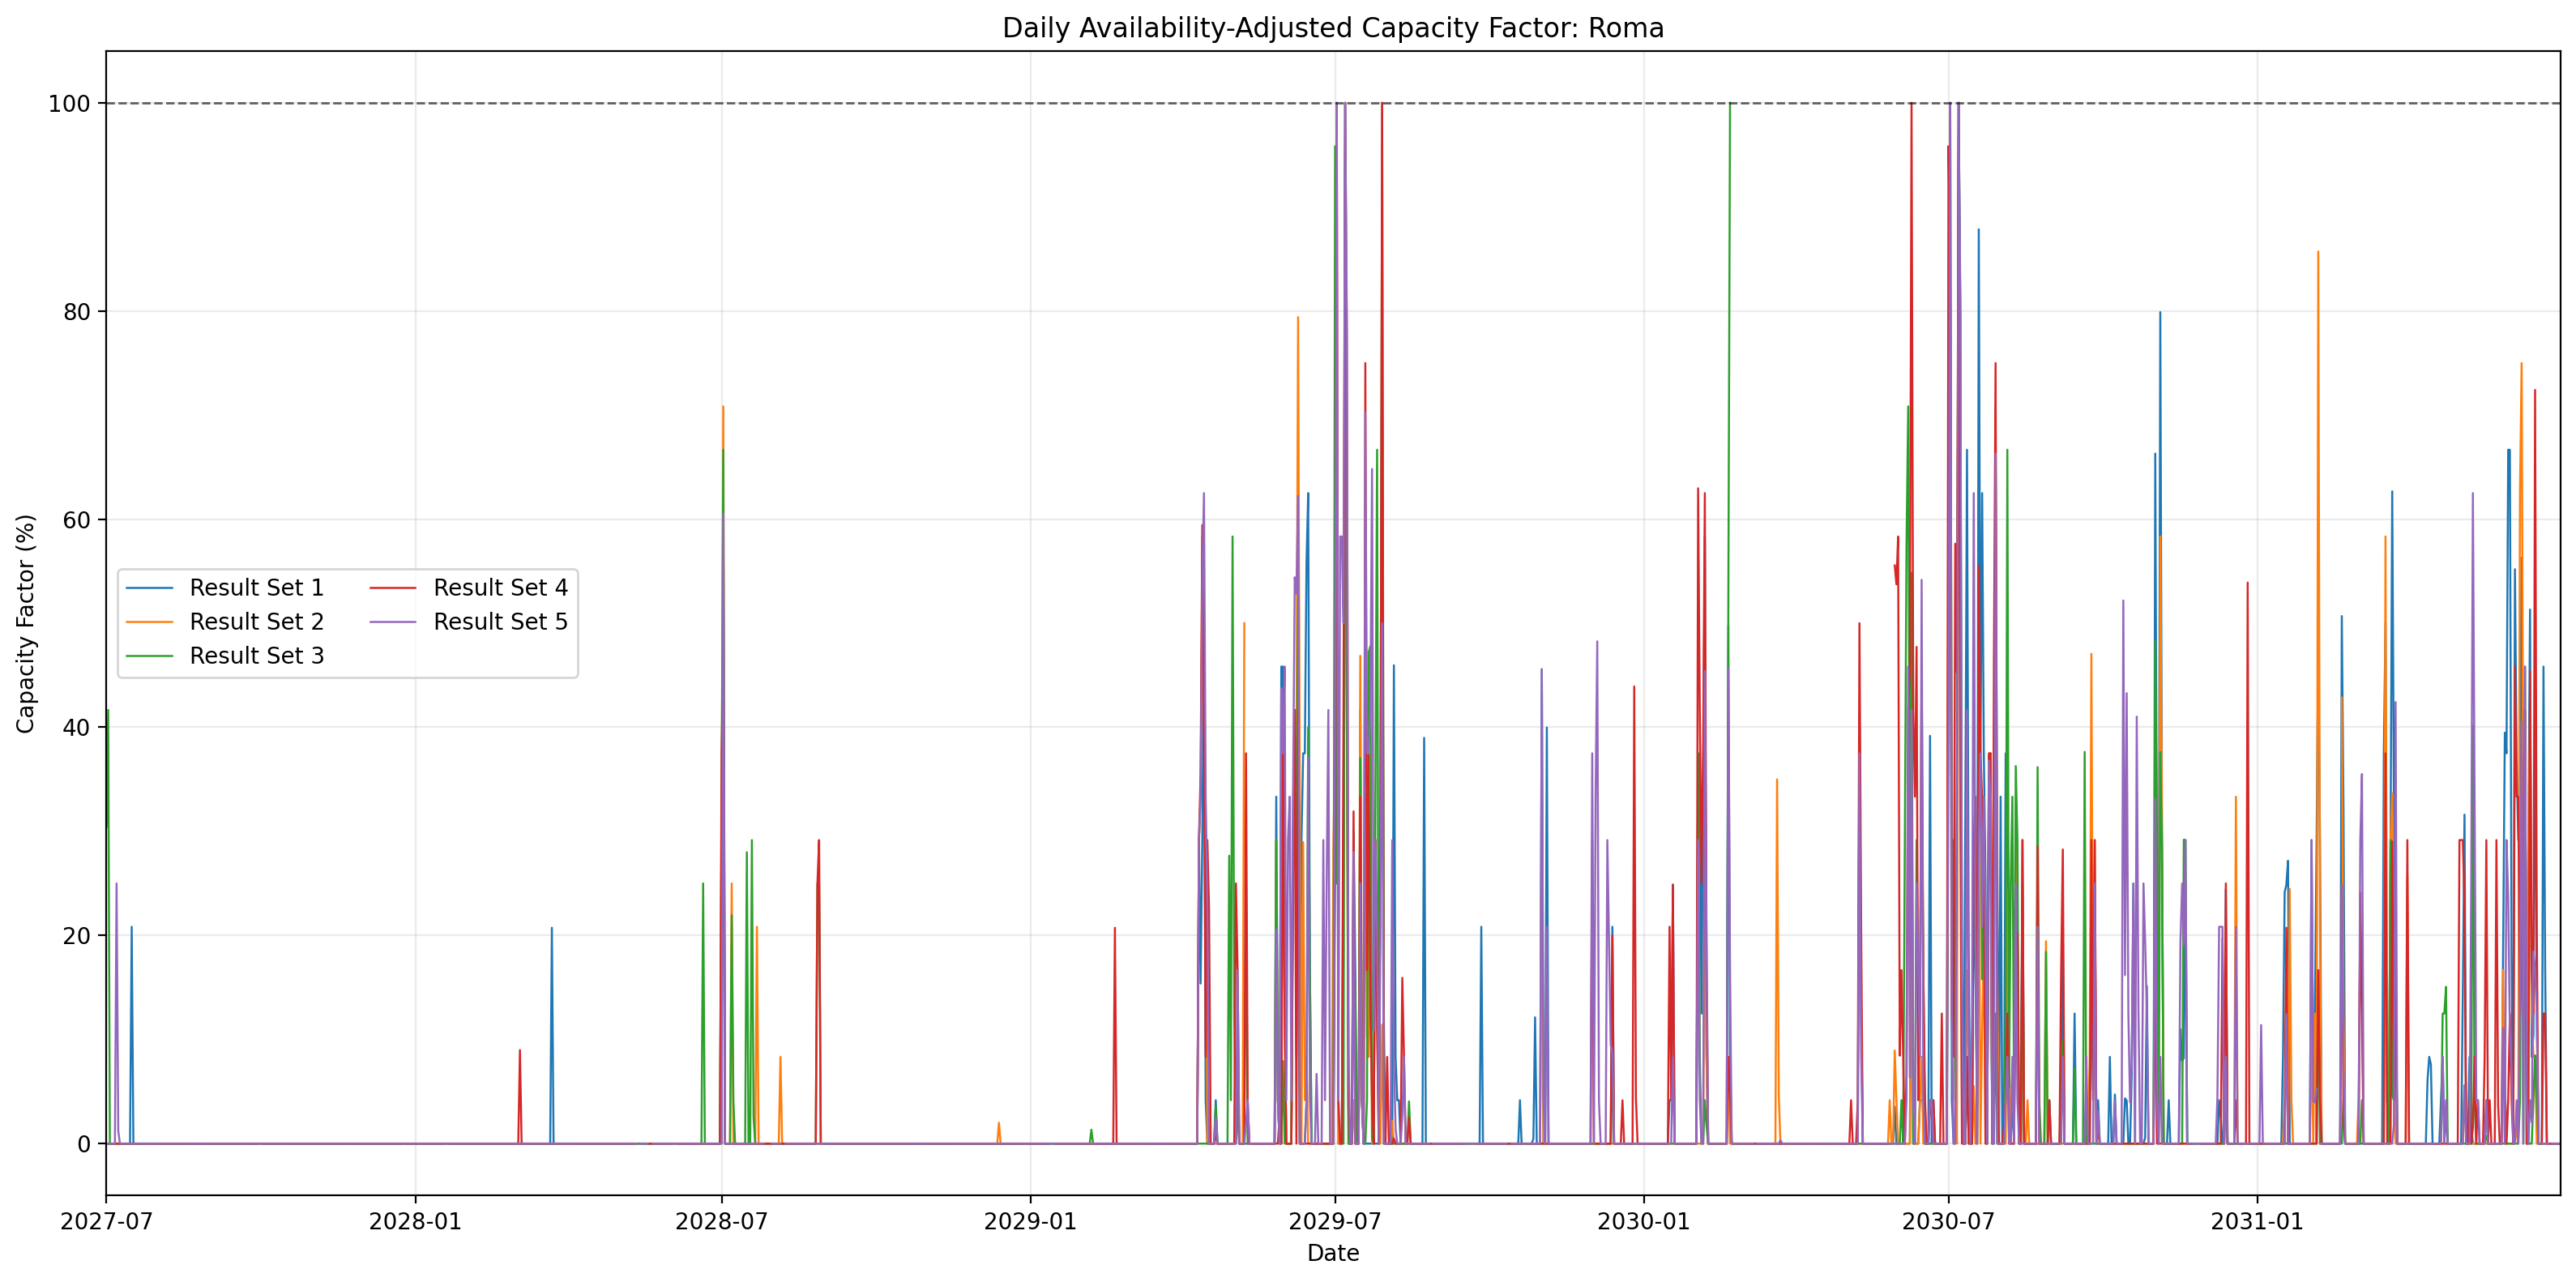 Daily Availability-Adjusted Capacity Factor: Roma
100
80
60
40
20
0
Capacity Factor (%)
Result Set 1
Result Set 2
Result Set 3
Result Set 4
Result Set 5
2027-07
2028-01
2028-07
2029-01
2029-07
2030-01
2030-07
2031-01
Date